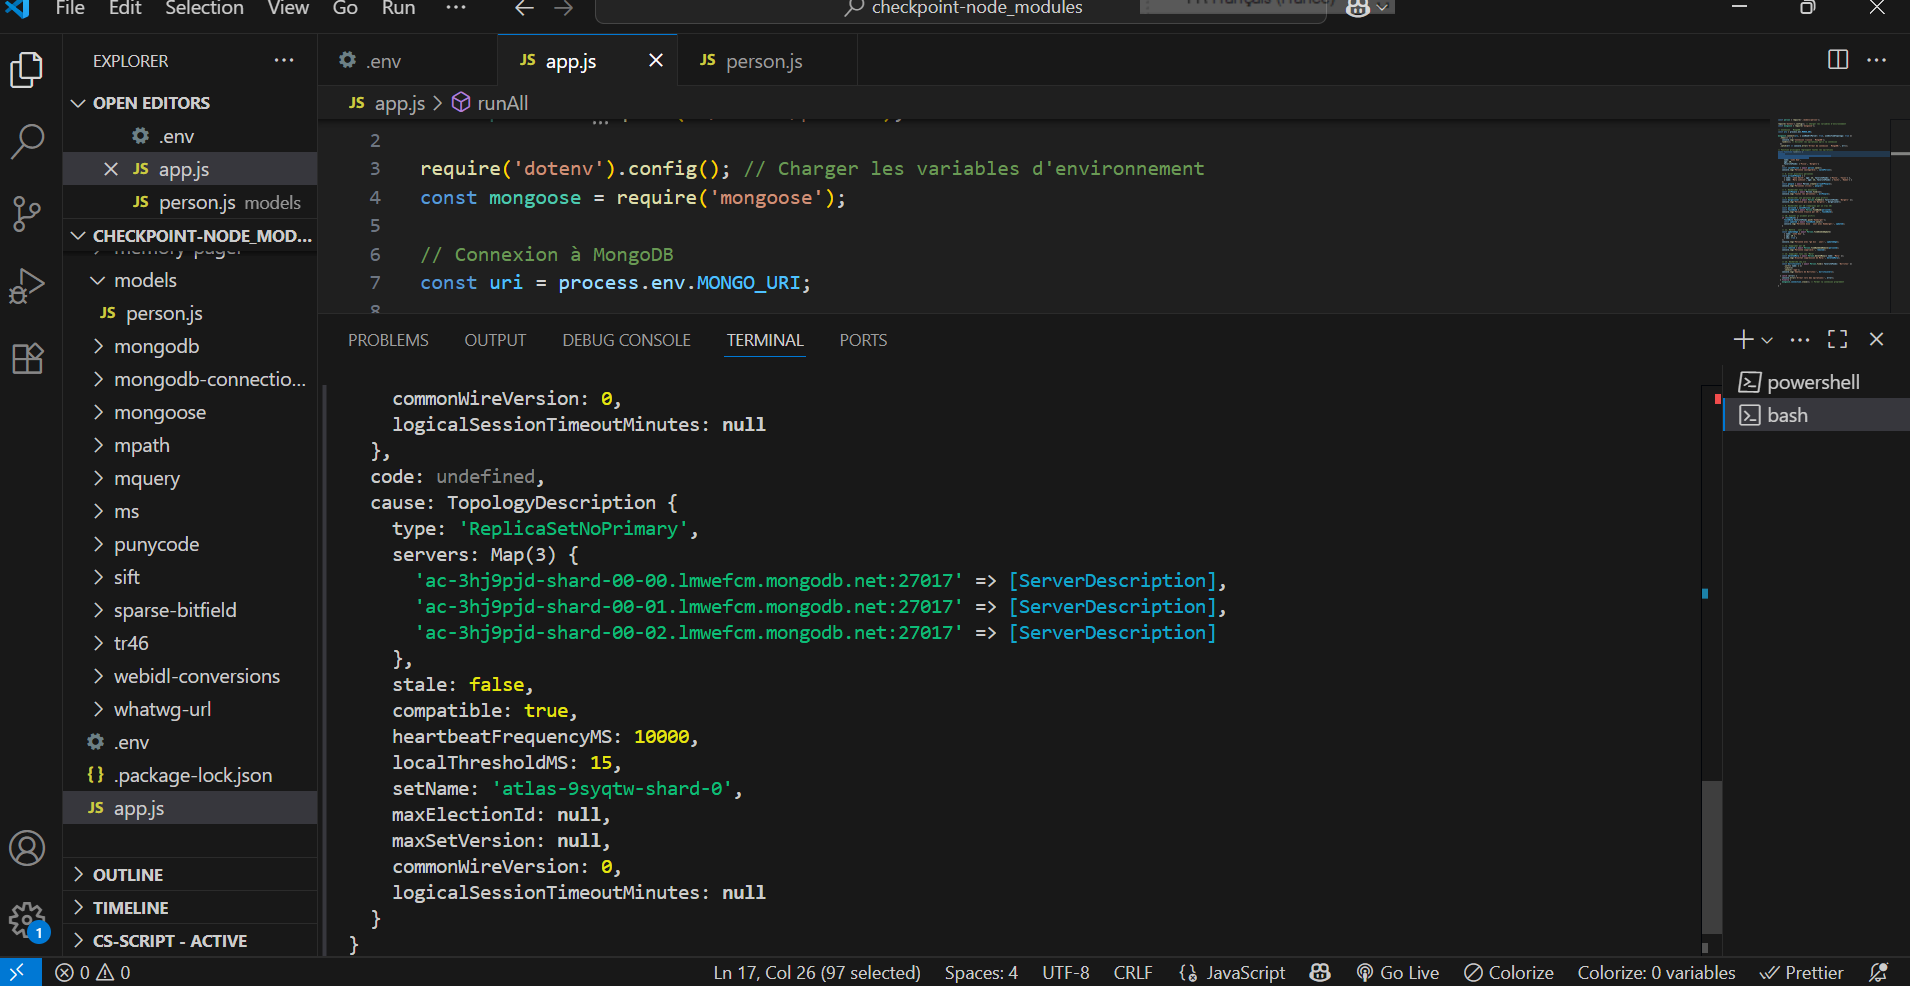 File Edit Selection View Go Run ···
checkpoint-node_modules
EXPLORER
OPEN EDITORS
.env
JS app.js
JS person.js models
CHECKPOINT-NODE_MOD...
memory-pager
models
JS person.js
mongodb
mongodb-connectio...
mongoose
mpath
mquery
ms
punycode
sift
sparse-bitfield
tr46
webidl-conversions
whatwg-url
.env
{} .package-lock.json
JS app.js
OUTLINE
TIMELINE
CS-SCRIPT - ACTIVE
1
.env
JS app.js
JS person.js
JS app.js > runAll
2
3 require('dotenv').config(); // Charger les variables d'environnement
4 const mongoose = require('mongoose');
5
6 // Connexion à MongoDB
7 const uri = process.env.MONGO_URI;
8
PROBLEMS OUTPUT DEBUG CONSOLE TERMINAL PORTS
commonWireVersion: 0,
logicalSessionTimeoutMinutes: null
},
code: undefined,
cause: TopologyDescription {
type: 'ReplicaSetNoPrimary',
servers: Map(3) {
'ac-3hj9pjd-shard-00-00.lmwefcm.mongodb.net:27017' => [ServerDescription],
'ac-3hj9pjd-shard-00-01.lmwefcm.mongodb.net:27017' => [ServerDescription],
'ac-3hj9pjd-shard-00-02.lmwefcm.mongodb.net:27017' => [ServerDescription]
},
stale: false,
compatible: true,
heartbeatFrequencyMS: 10000,
localThresholdMS: 15,
setName: 'atlas-9syqtw-shard-0',
maxElectionId: null,
maxSetVersion: null,
commonWireVersion: 0,
logicalSessionTimeoutMinutes: null
}
}
powershell
bash
0 0 Ln 17, Col 26 (97 selected) Spaces: 4 UTF-8 CRLF {} JavaScript Go Live Colorize Colorize: 0 variables Prettier